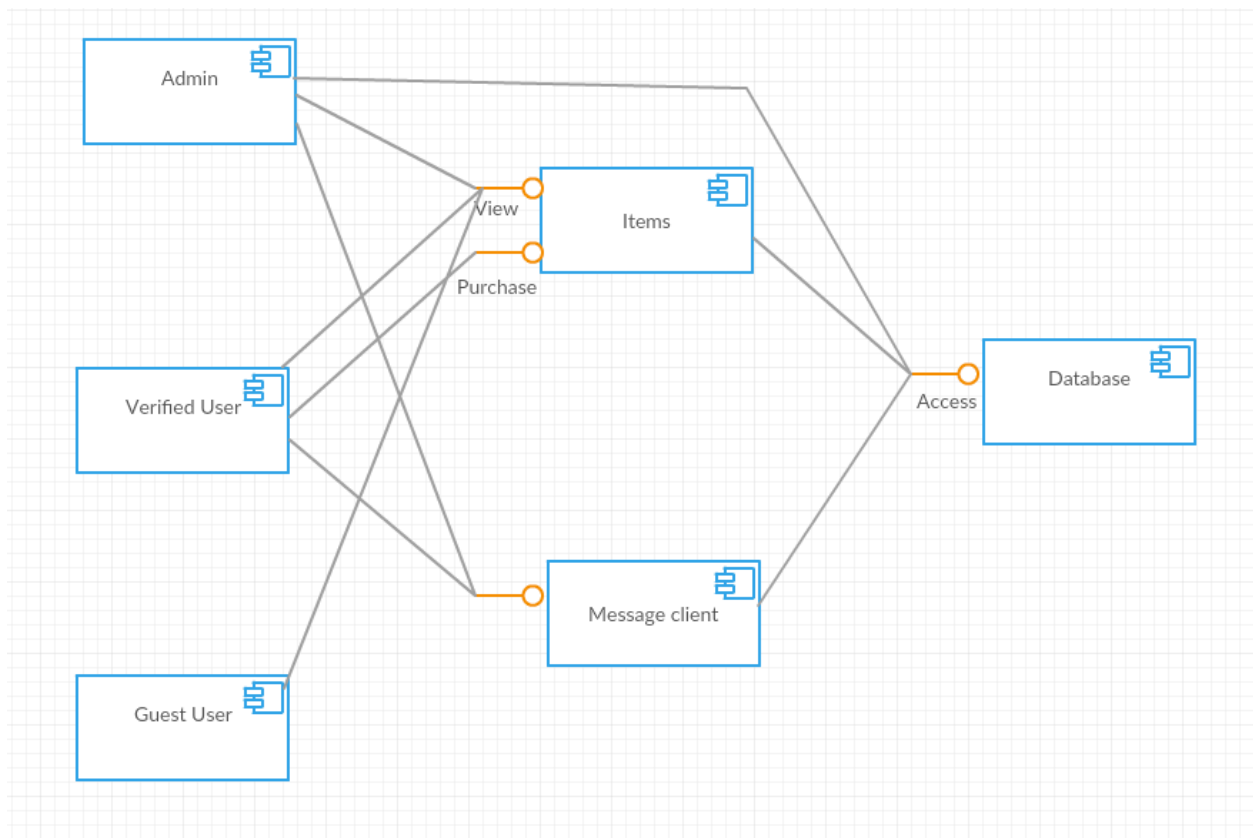 Admin
View
Items
Purchase
Database
Access
Verified User
Message client
Guest User